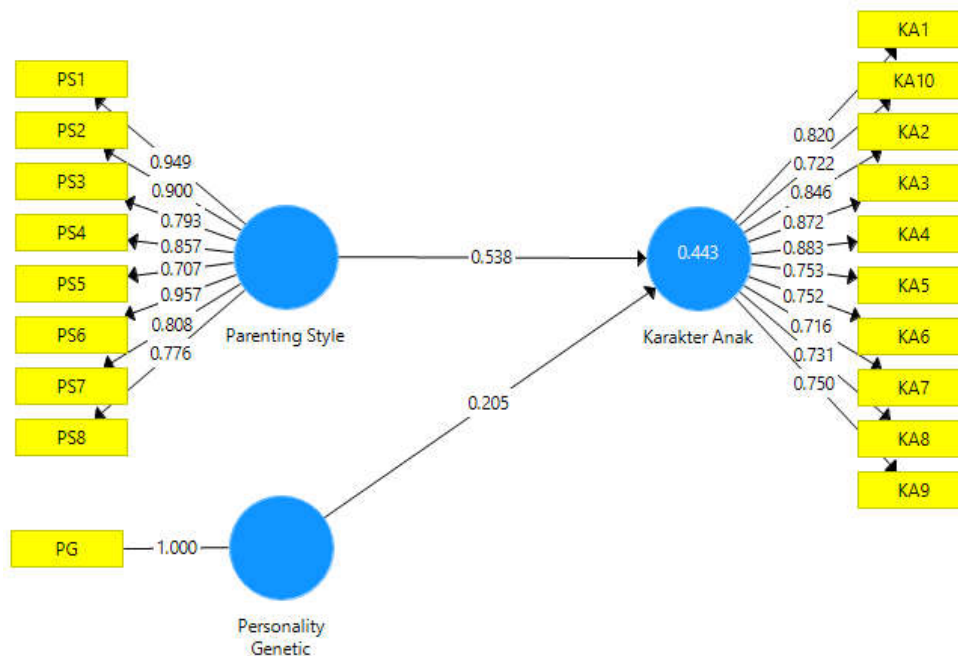 PS1
PS2
PS3
PS4
PS5
PS6
PS7
PS8
0.949
0.900
0.793
0.857
0.707
0.957
0.808
0.776
Parenting Style
0.538
PG
1.000
Personality
Genetic
0.205
0.443
Karakter Anak
0.820
0.722
0.846
0.872
0.883
0.753
0.752
0.716
0.731
0.750
KA1
KA10
KA2
KA3
KA4
KA5
KA6
KA7
KA8
KA9